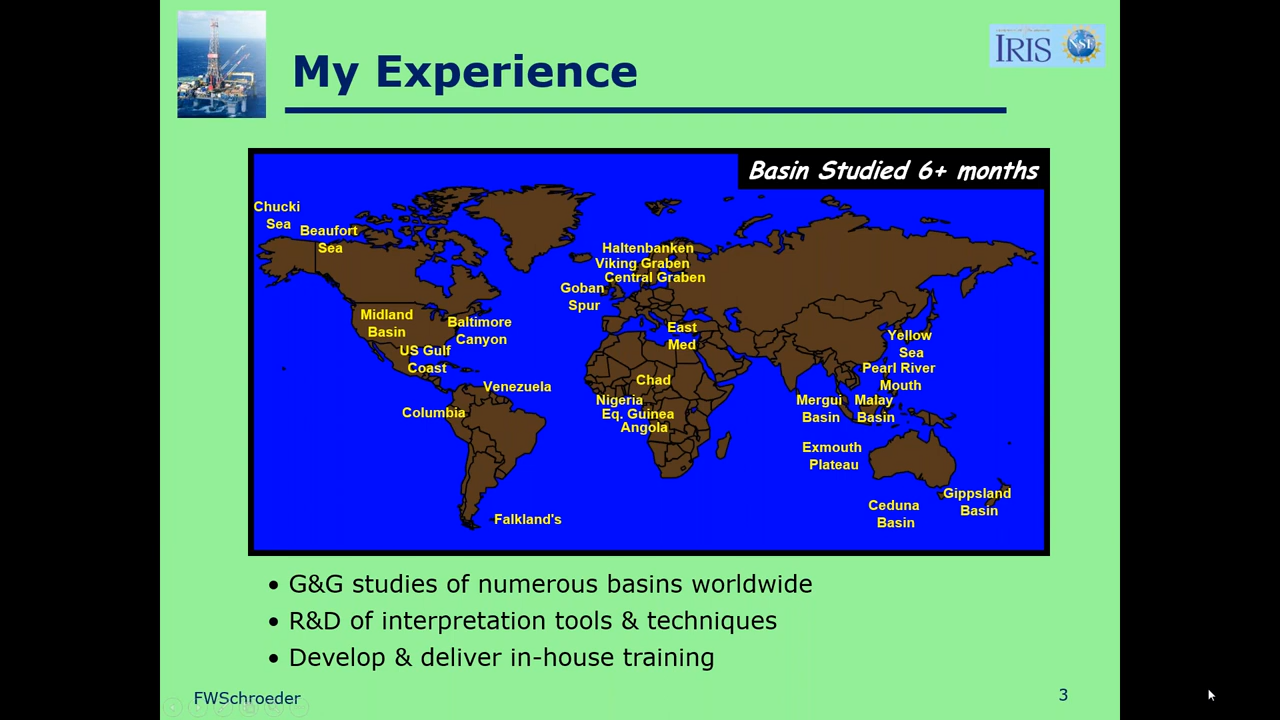 My Experience
IRIS
NSF
Basin Studied 6+ months
Chucki
Sea
Beaufort
Sea
Haltenbanken
Viking Graben
Central Graben
Goban
Spur
Midland
Basin
Baltimore
Canyon
US Gulf
Coast
East
Med
Yellow
Sea
Pearl River
Mouth
Venezuela
Chad
Columbia
Nigeria
Eq. Guinea
Angola
Mergui
Basin
Malay
Basin
Exmouth
Plateau
Ceduna
Basin
Gippsland
Basin
Falkland's
• G&G studies of numerous basins worldwide
• R&D of interpretation tools & techniques
• Develop & deliver in-house training
FWSchroeder
3